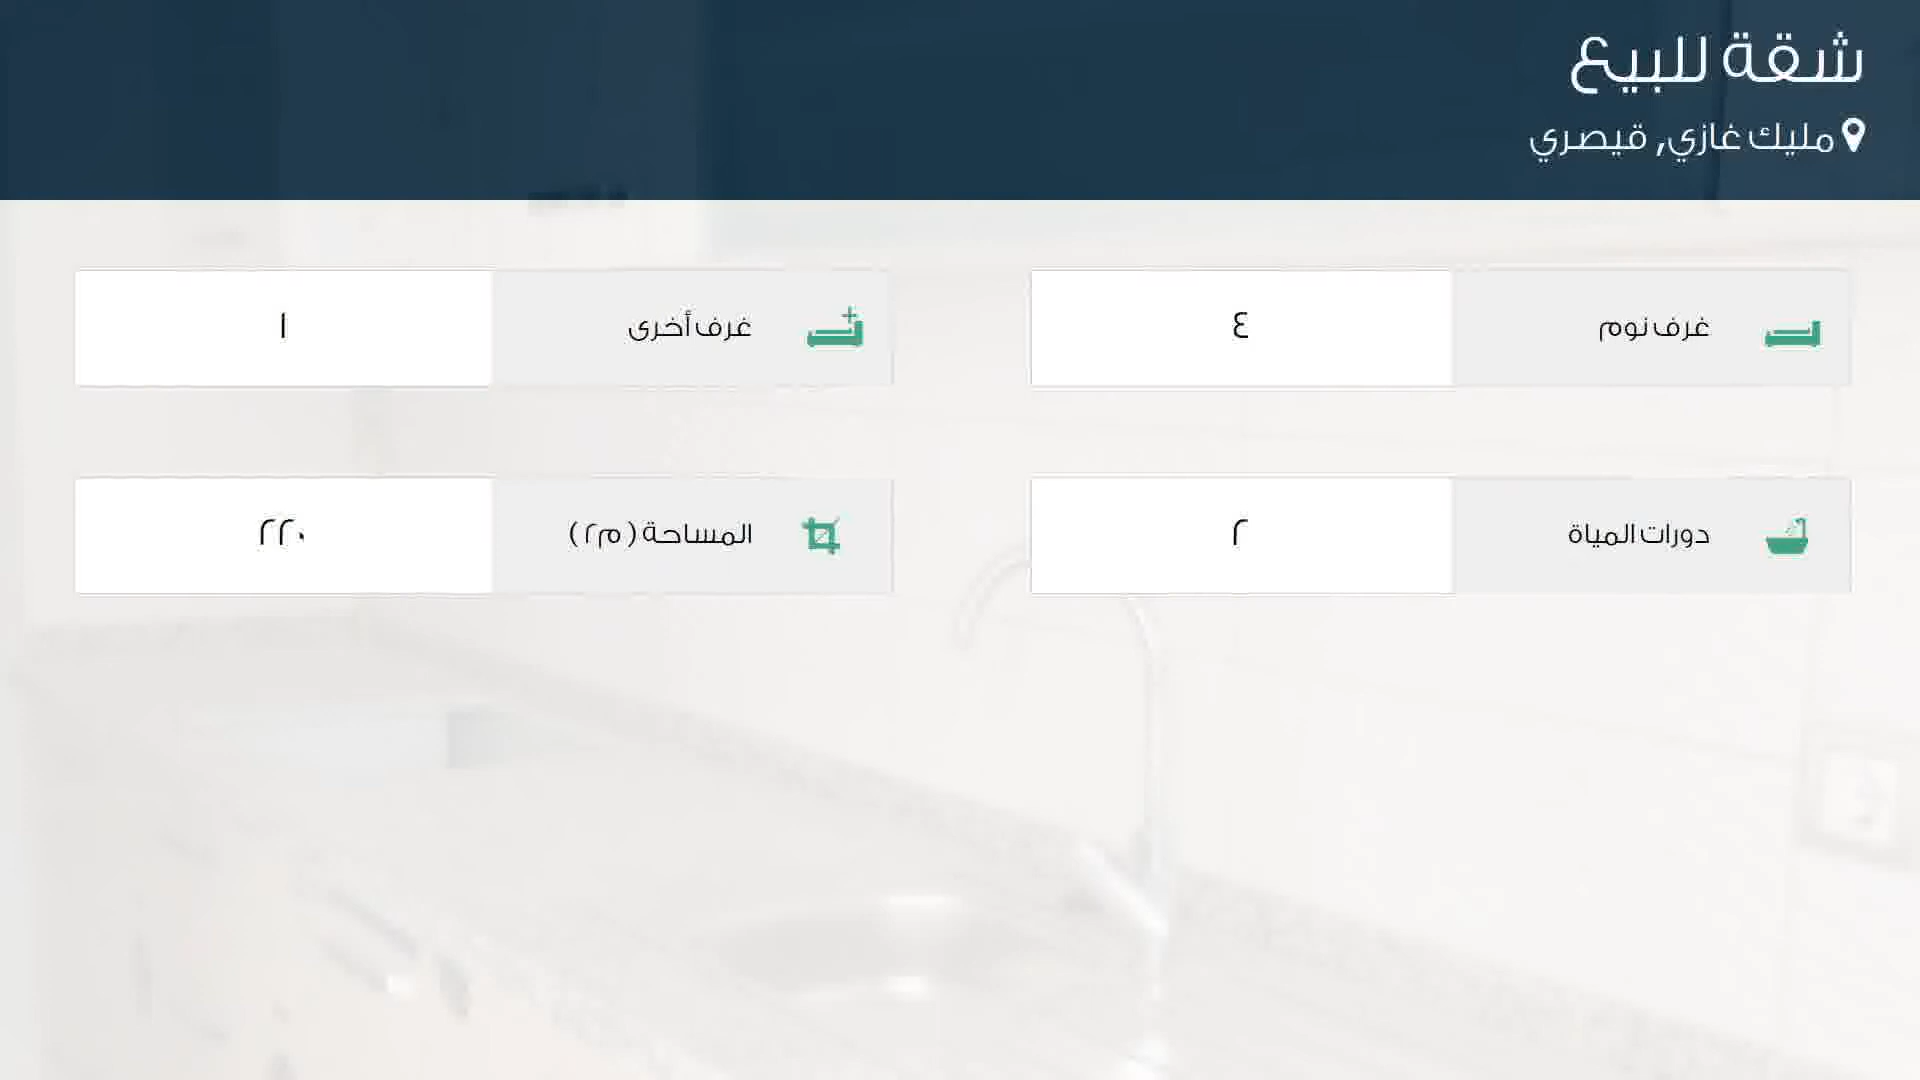 شقة للبيع
مليك غازي, قيصري
غرف نوم
٤
غرف أخرى
١
دورات المياة
٢
المساحة (م٢)
٢٢٠